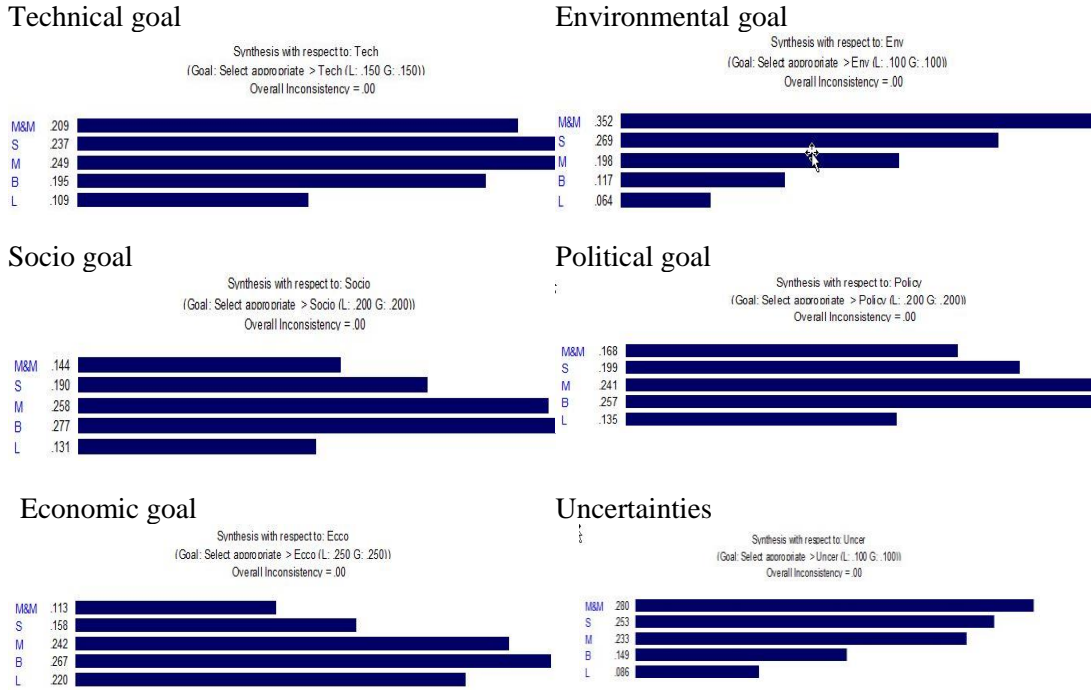 Technical goal
Synthesis with respect to: Tech
(Goal: Select appropriate > Tech (L: .150 G: .150))
Overall Inconsistency = .00
M&M .209
S .237
M .249
B .195
L .109
Environmental goal
Synthesis with respect to: Env
(Goal: Select appropriate > Env (L: .100 G: .100))
Overall Inconsistency = .00
M&M .352
S .269
M .198
B .117
L .064
Socio goal
Synthesis with respect to: Socio
(Goal: Select appropriate > Socio (L: .200 G: .200))
Overall Inconsistency = .00
M&M .144
S .190
M .258
B .277
L .131
Political goal
Synthesis with respect to: Policy
(Goal: Select appropriate > Policy (L: .200 G: .200))
Overall Inconsistency = .00
M&M .168
S .199
M .241
B .257
L .135
Economic goal
Synthesis with respect to: Ecco
(Goal: Select appropriate > Ecco (L: .250 G: .250))
Overall Inconsistency = .00
M&M .113
S .158
M .242
B .267
L .220
Uncertainties
Synthesis with respect to: Uncer
(Goal: Select appropriate > Uncer (L: .100 G: .100))
Overall Inconsistency = .00
M&M .280
S .253
M .233
B .149
L .086